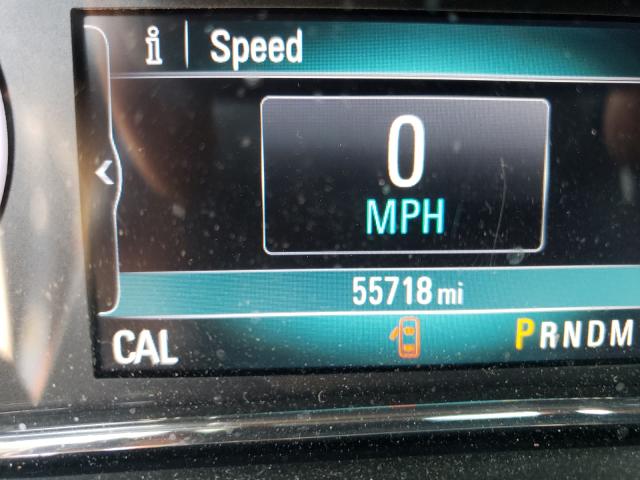 i | Speed
0
MPH
55718 mi
CAL PRNDM